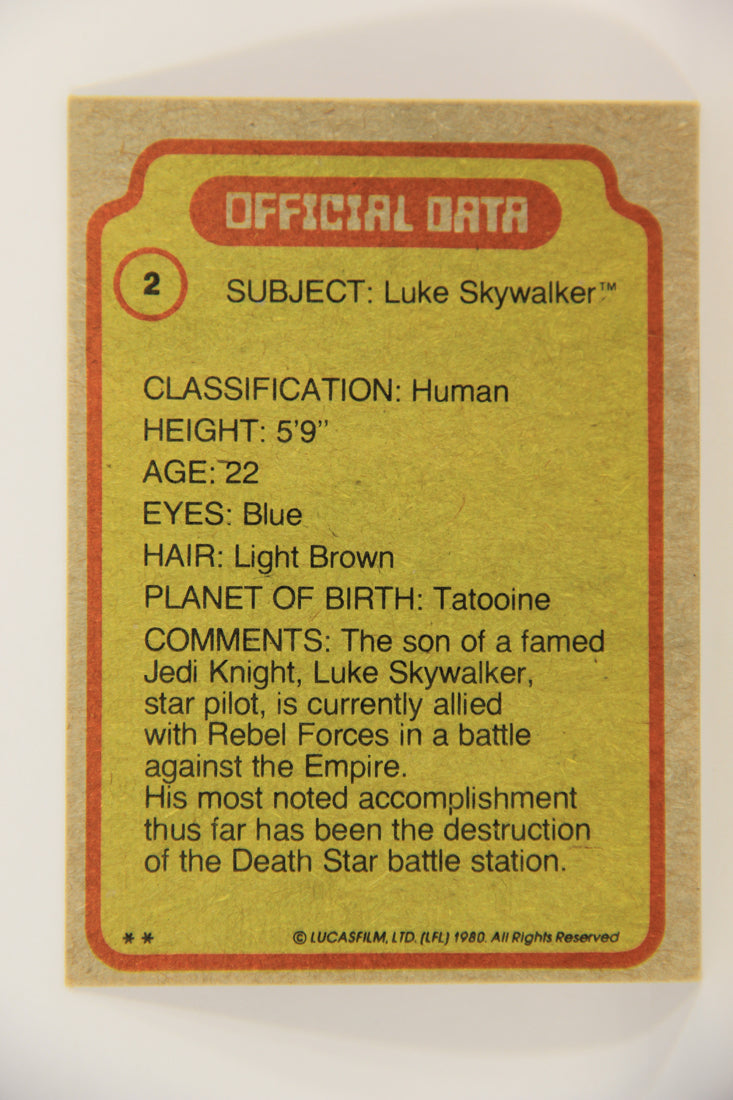 OFFICIAL DATA
2
SUBJECT: Luke Skywalker™
CLASSIFICATION: Human
HEIGHT: 5'9"
AGE: 22
EYES: Blue
HAIR: Light Brown
PLANET OF BIRTH: Tatooine
COMMENTS: The son of a famed
Jedi Knight, Luke Skywalker,
star pilot, is currently allied
with Rebel Forces in a battle
against the Empire.
His most noted accomplishment
thus far has been the destruction
of the Death Star battle station.
** © LUCASFILM, LTD. (LFL) 1980. All Rights Reserved